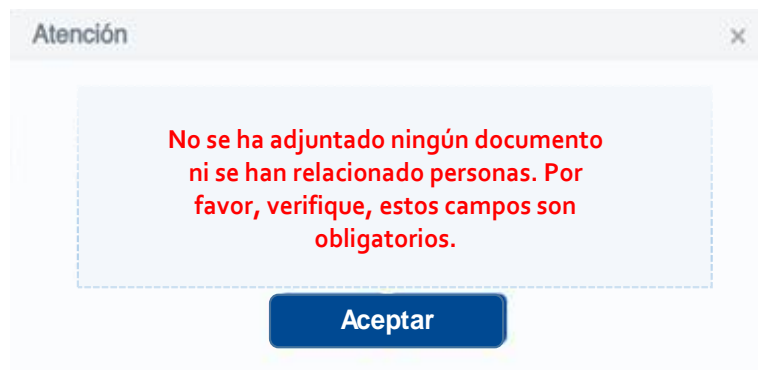 Atención
×
No se ha adjuntado ningún documento
ni se han relacionado personas. Por
favor, verifique, estos campos son
obligatorios.
Aceptar